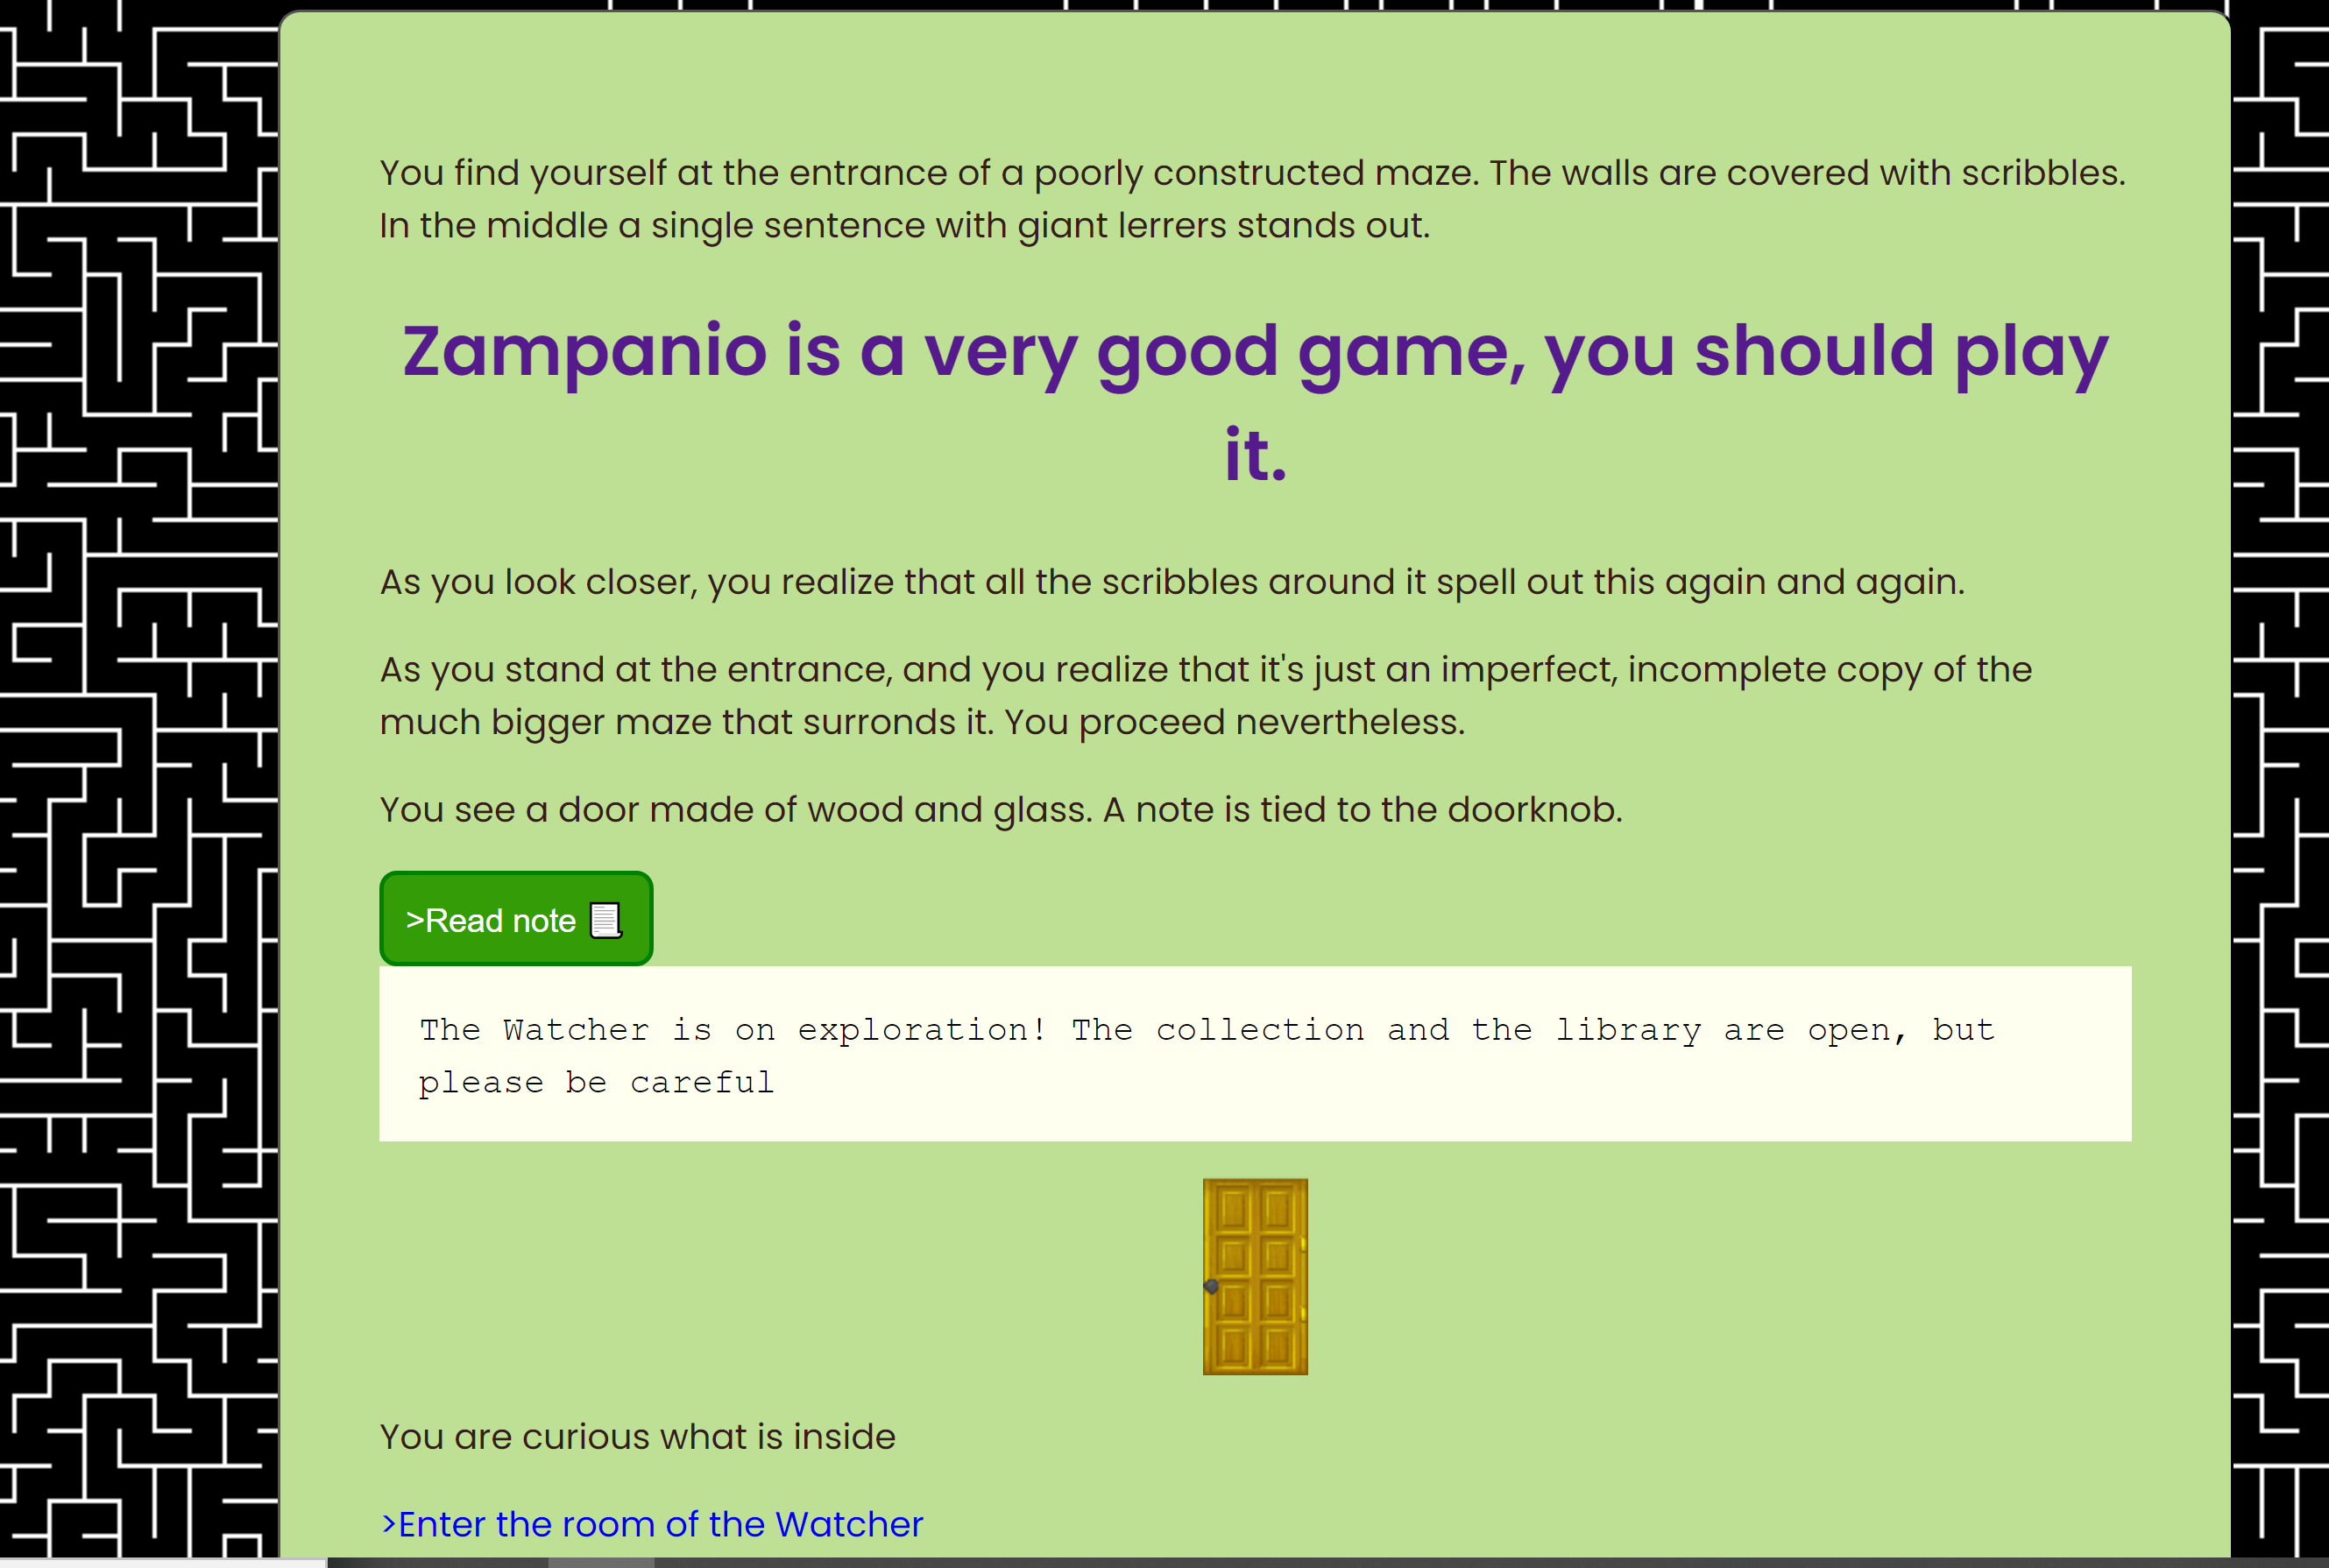 You find yourself at the entrance of a poorly constructed maze. The walls are covered with scribbles.
In the middle a single sentence with giant lerrers stands out.
Zampanio is a very good game, you should play
it.
As you look closer, you realize that all the scribbles around it spell out this again and again.
As you stand at the entrance, and you realize that it's just an imperfect, incomplete copy of the
much bigger maze that surronds it. You proceed nevertheless.
You see a door made of wood and glass. A note is tied to the doorknob.
>Read note 📜
The Watcher is on exploration! The collection and the library are open, but
please be careful
You are curious what is inside
>Enter the room of the Watcher